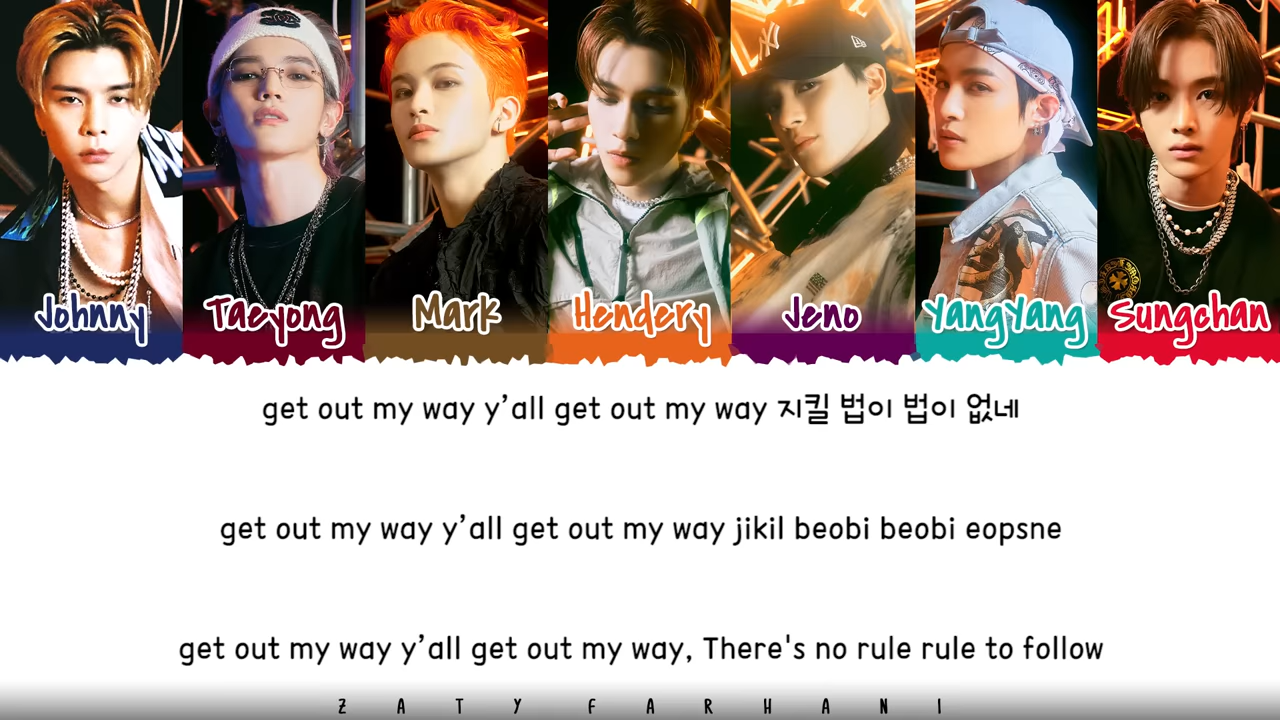 Johnny Taeyong Mark Hendery Jeno YangYang Sungchan
get out my way y’all get out my way 지킬 법이 법이 없네
get out my way y’all get out my way jikil beobi beobi eopsne
get out my way y’all get out my way, There's no rule rule to follow
ZATY FARHANI